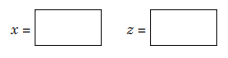 x = z =